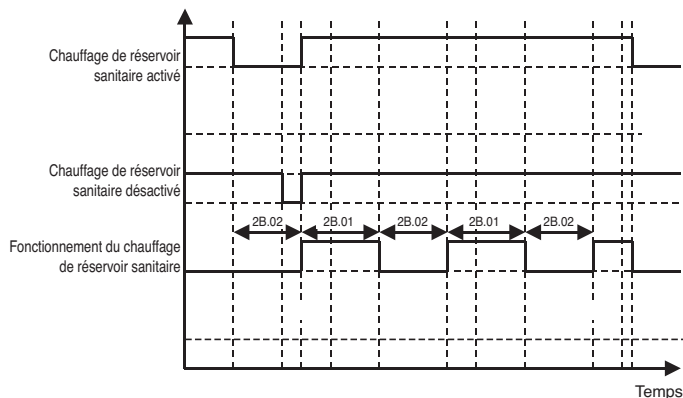 Chauffage de réservoir
sanitaire activé
Chauffage de réservoir
sanitaire désactivé
2B.02 2B.01 2B.02 2B.01 2B.02
Fonctionnement du chauffage
de réservoir sanitaire
Temps